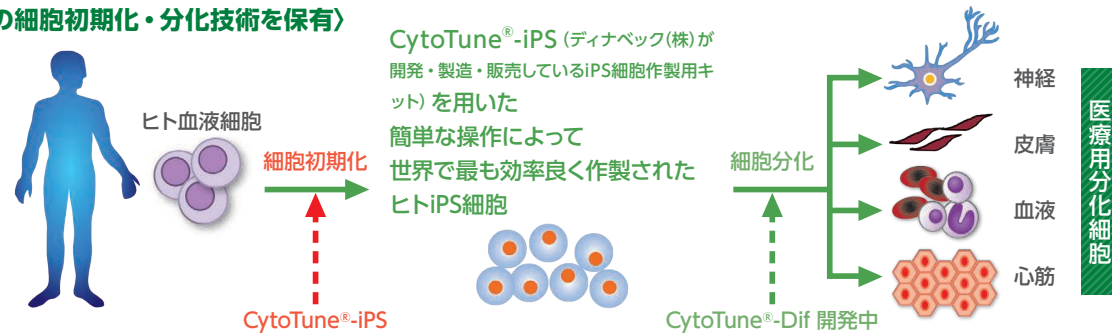 の細胞初期化・分化技術を保有〉
ヒト血液細胞
細胞初期化
CytoTune®-iPS
CytoTune®-iPS (ディナベック(株)が
開発・製造・販売しているiPS細胞作製用キ
ット) を用いた
簡単な操作によって
世界で最も効率良く作製された
ヒトiPS細胞
細胞分化
CytoTune®-Dif 開発中
神経
皮膚
血液
心筋
医療用分化細胞